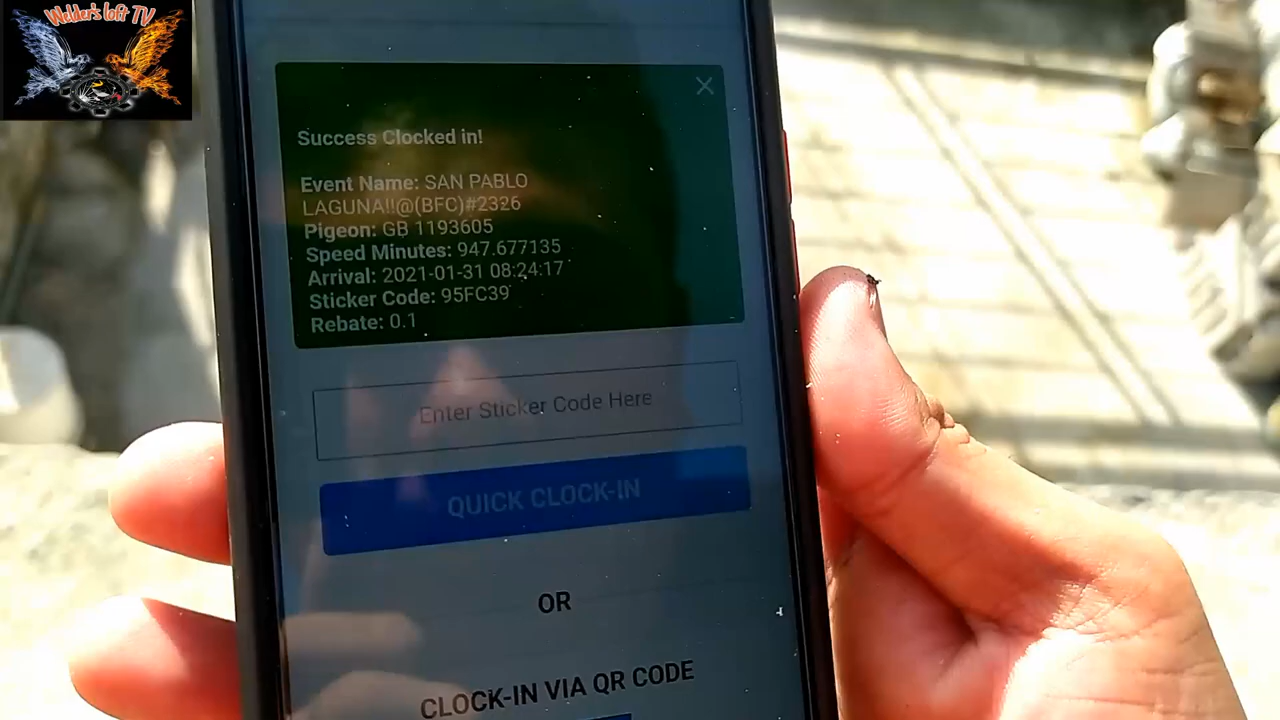 Welder's loft TV
Success Clocked in!
Event Name: SAN PABLO
LAGUNA!!@(BFC)#2326
Pigeon: GB 1193605
Speed Minutes: 947.677135
Arrival: 2021-01-31 08:24:17
Sticker Code: 95FC39
Rebate: 0.1
Enter Sticker Code Here
QUICK CLOCK-IN
OR
CLOCK-IN VIA QR CODE